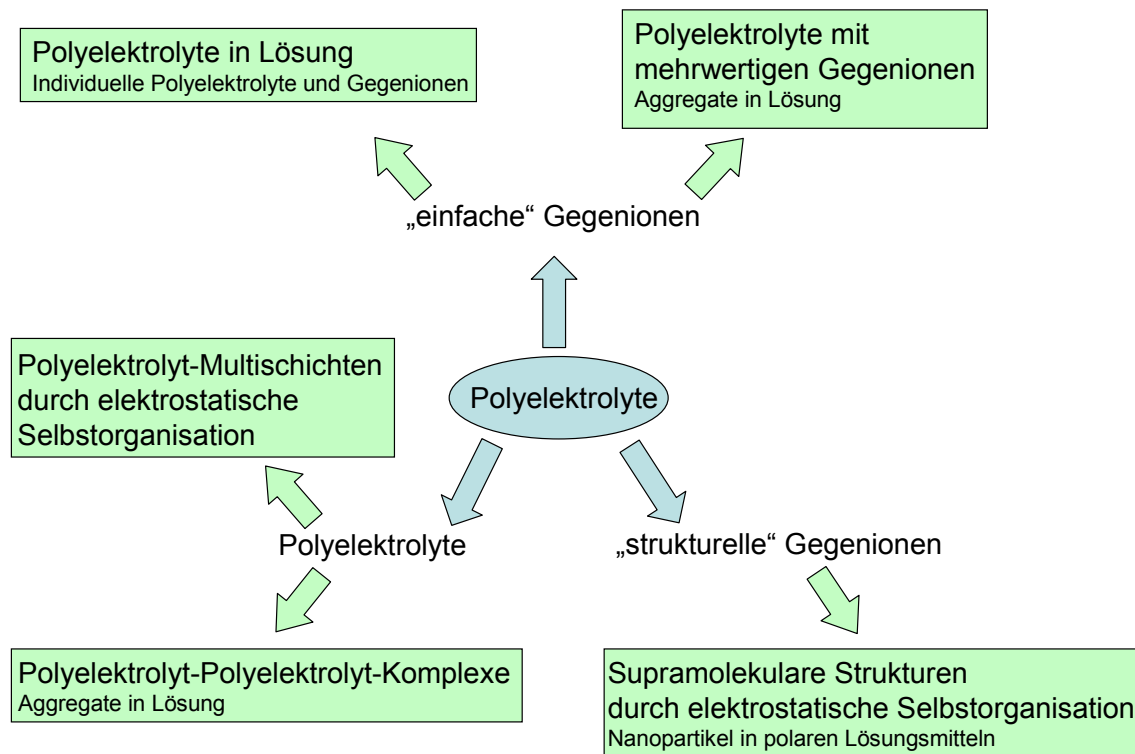 Polyelektrolyte in Lösung
Individuelle Polyelektrolyte und Gegenionen
Polyelektrolyte mit
mehrwertigen Gegenionen
Aggregate in Lösung
„einfache“ Gegenionen
Polyelektrolyt-Multischichten
durch elektrostatische
Selbstorganisation
Polyelektrolyte
Polyelektrolyte
„strukturelle“ Gegenionen
Polyelektrolyt-Polyelektrolyt-Komplexe
Aggregate in Lösung
Supramolekulare Strukturen
durch elektrostatische Selbstorganisation
Nanopartikel in polaren Lösungsmitteln